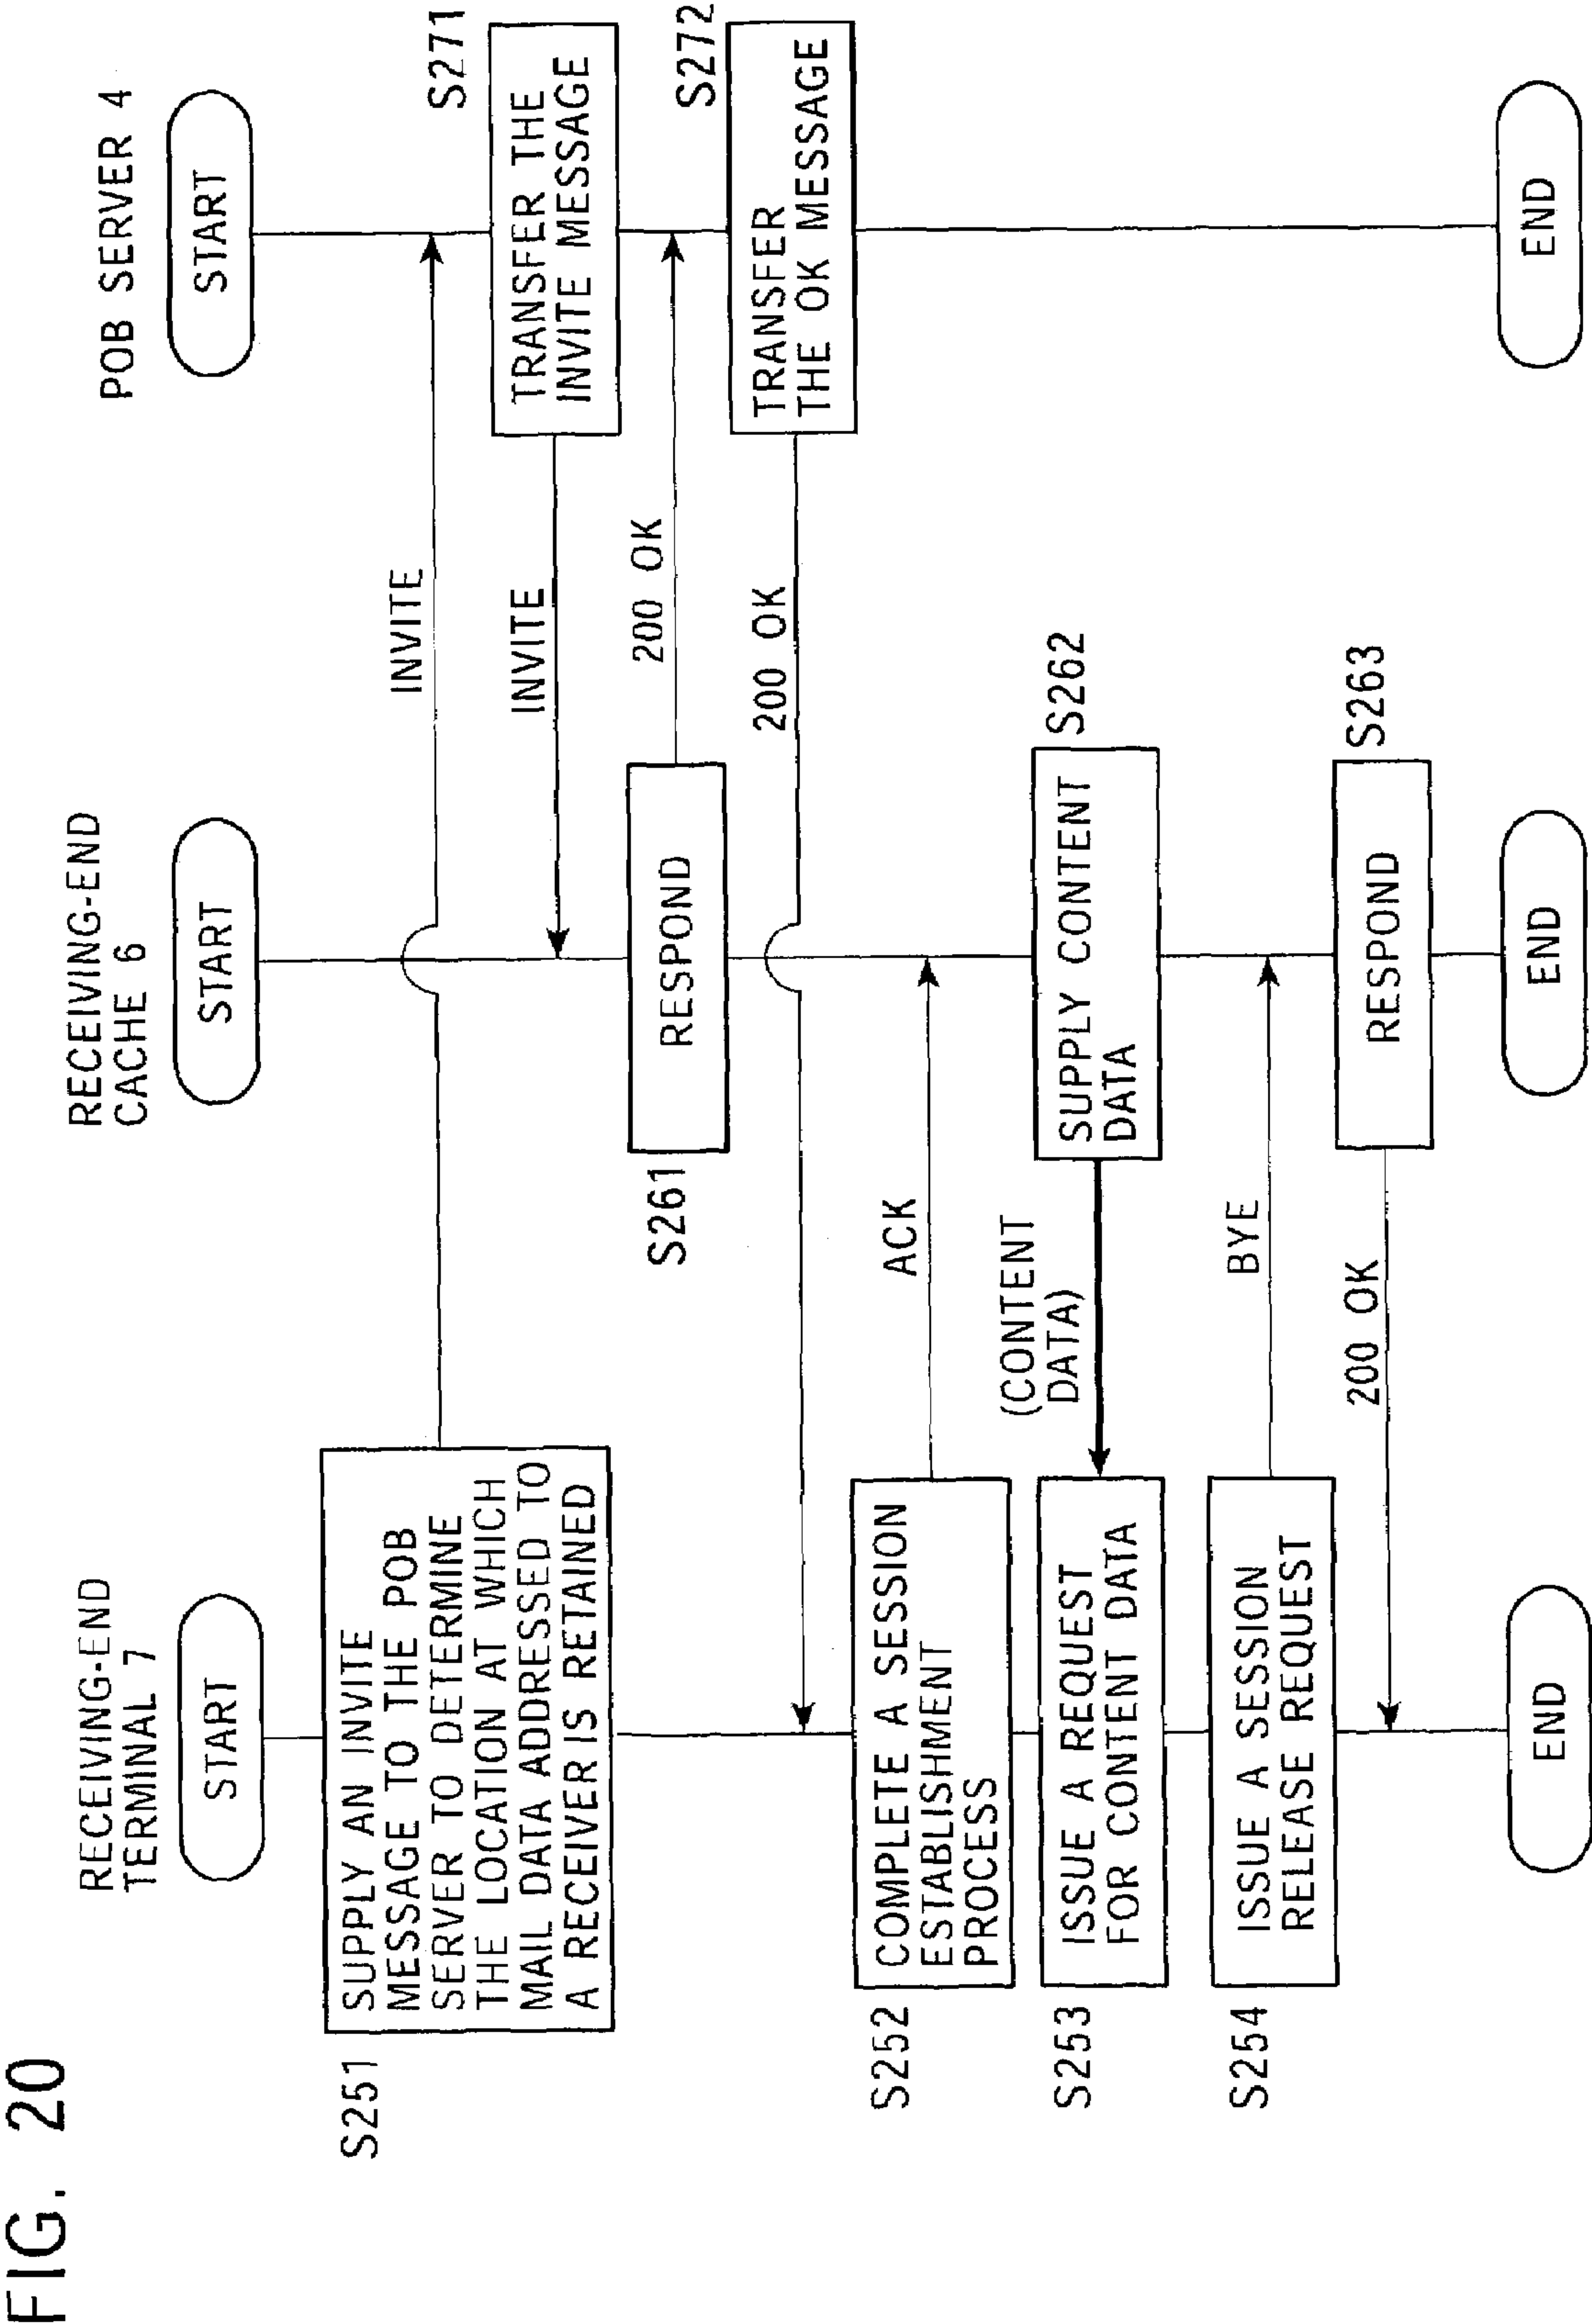 FIG. 20
RECEIVING-END
TERMINAL 7
RECEIVING-END
CACHE 6
POB SERVER 4
START
START
START
S251
SUPPLY AN INVITE
MESSAGE TO THE POB
SERVER TO DETERMINE
THE LOCATION AT WHICH
MAIL DATA ADDRESSED TO
A RECEIVER IS RETAINED
INVITE
S271
TRANSFER THE
INVITE MESSAGE
INVITE
S261
RESPOND
200 OK
S272
TRANSFER
THE OK MESSAGE
200 OK
S252
COMPLETE A SESSION
ESTABLISHMENT
PROCESS
ACK
S262
SUPPLY CONTENT
DATA
(CONTENT
DATA)
S253
ISSUE A REQUEST
FOR CONTENT DATA
S254
ISSUE A SESSION
RELEASE REQUEST
BYE
S263
RESPOND
200 OK
END
END
END